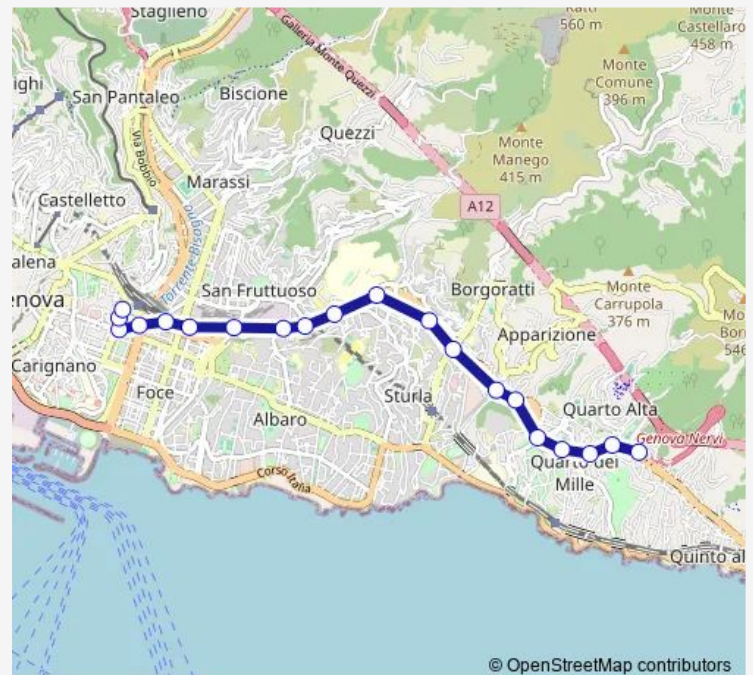 Staglieno
560 m
Castellaro
458 m
Galleria Monte Quezzi
Monte
Comune
396 m
ighi
San Pantaleo
Biscione
Quezzi
Via Bobbio
Monte
Manego
415 m
Marassi
A12
Castelletto
Torrente Bisagno
alena
enova
San Fruttuoso
Borgoratti
Monte
Carrupola
376 m
Mo
Bor
546
Apparizione
Carignano
Foce
Albaro
Sturla
Quarto Alta
Genova Nervi
Quarto dei
Mille
Corso Italia
Quinto al
© OpenStreetMap contributors